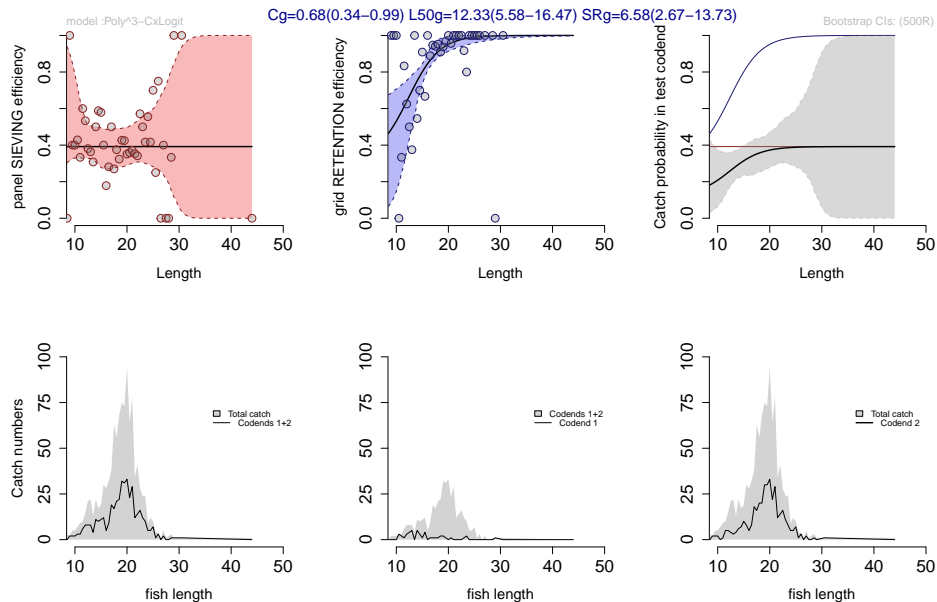 Cg=0.68(0.34−0.99) L50g=12.33(5.58−16.47) SRg=6.58(2.67−13.73)
model :Poly^3−CxLogit
Bootstrap CIs: (500R)
panel SIEVING efficiency
0.0 0.4 0.8
10 20 30 40 50
Length
grid RETENTION efficiency
0.0 0.4 0.8
10 20 30 40 50
Length
Catch probability in test codend
0.0 0.4 0.8
10 20 30 40 50
Length
Catch numbers
0 25 50 75 100
Total catch
Codends 1+2
10 20 30 40 50
fish length
0 25 50 75 100
Codends 1+2
Codend 1
10 20 30 40 50
fish length
0 25 50 75 100
Total catch
Codend 2
10 20 30 40 50
fish length